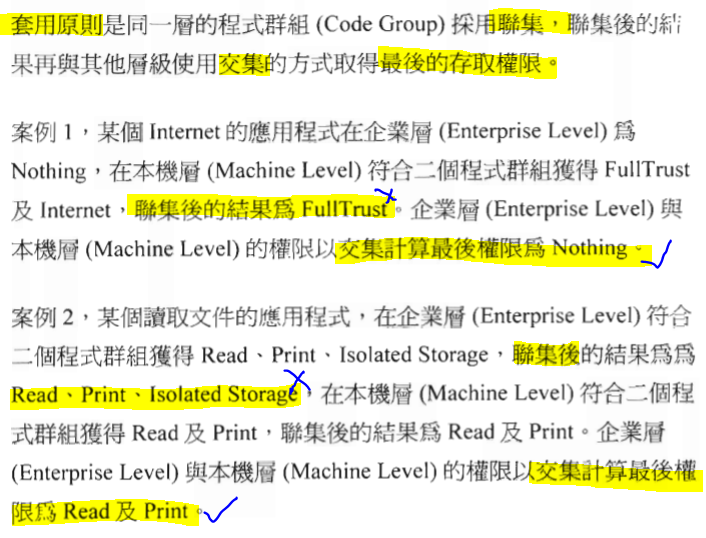 套用原則是同一層的程式群組 (Code Group) 採用聯集，聯集後的結
果再與其他層級使用交集的方式取得最後的存取權限。
案例 1，某個 Internet 的應用程式在企業層 (Enterprise Level) 為
Nothing，在本機層 (Machine Level) 符合二個程式群組獲得 FullTrust
及 Internet，聯集後的結果為 FullTrust。企業層 (Enterprise Level) 與
本機層 (Machine Level) 的權限以交集計算最後權限為 Nothing。
案例 2，某個讀取文件的應用程式，在企業層 (Enterprise Level) 符合
二個程式群組獲得 Read、Print、Isolated Storage，聯集後的結果為為
Read、Print、Isolated Storage，在本機層 (Machine Level) 符合二個程
式群組獲得 Read 及 Print，聯集後的結果為 Read 及 Print。企業層
(Enterprise Level) 與本機層 (Machine Level) 的權限以交集計算最後權
限為 Read 及 Print。